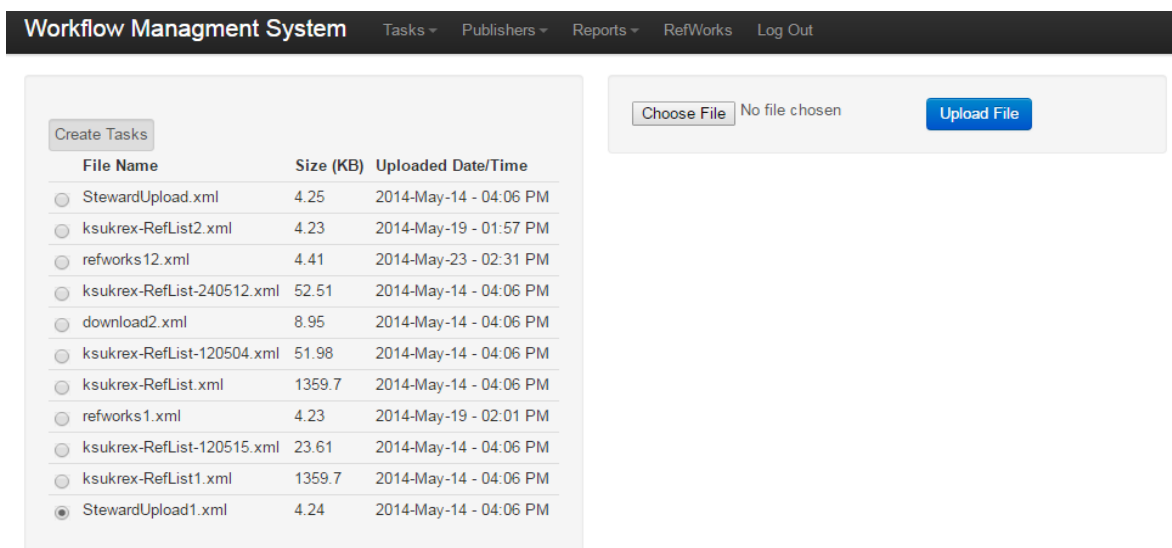 Workflow Managment System Tasks Publishers Reports RefWorks Log Out
Create Tasks
File Name Size (KB) Uploaded Date/Time
StewardUpload.xml 4.25 2014-May-14 - 04:06 PM
ksukrex-RefList2.xml 4.23 2014-May-19 - 01:57 PM
refworks12.xml 4.41 2014-May-23 - 02:31 PM
ksukrex-RefList-240512.xml 52.51 2014-May-14 - 04:06 PM
download2.xml 8.95 2014-May-14 - 04:06 PM
ksukrex-RefList-120504.xml 51.98 2014-May-14 - 04:06 PM
ksukrex-RefList.xml 1359.7 2014-May-14 - 04:06 PM
refworks1.xml 4.23 2014-May-19 - 02:01 PM
ksukrex-RefList-120515.xml 23.61 2014-May-14 - 04:06 PM
ksukrex-RefList1.xml 1359.7 2014-May-14 - 04:06 PM
StewardUpload1.xml 4.24 2014-May-14 - 04:06 PM
Choose File No file chosen Upload File